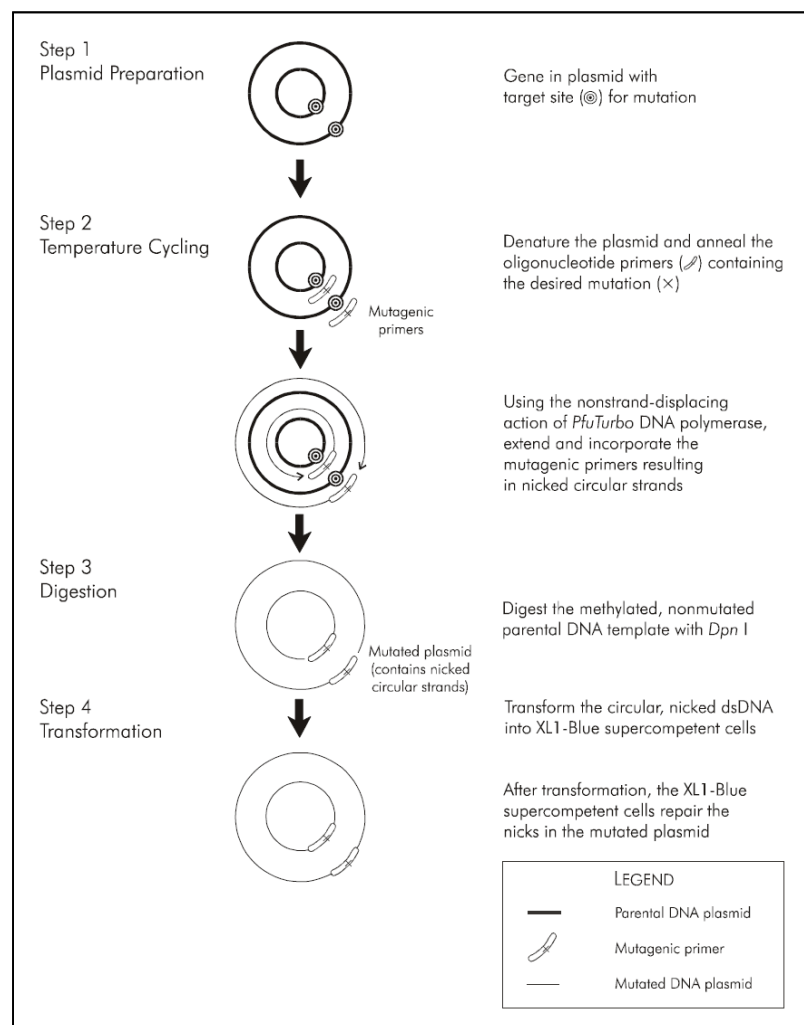 Step 1
Plasmid Preparation
Gene in plasmid with
target site (◎) for mutation
Step 2
Temperature Cycling
Mutagenic
primers
Denature the plasmid and anneal the
oligonucleotide primers () containing
the desired mutation (×)
Using the nonstrand-displacing
action of PfuTurbo DNA polymerase,
extend and incorporate the
mutagenic primers resulting
in nicked circular strands
Step 3
Digestion
Mutated plasmid
(contains nicked
circular strands)
Digest the methylated, nonmutated
parental DNA template with Dpn I
Step 4
Transformation
Transform the circular, nicked dsDNA
into XL1-Blue supercompetent cells
After transformation, the XL1-Blue
supercompetent cells repair the
nicks in the mutated plasmid
LEGEND
Parental DNA plasmid
Mutagenic primer
Mutated DNA plasmid